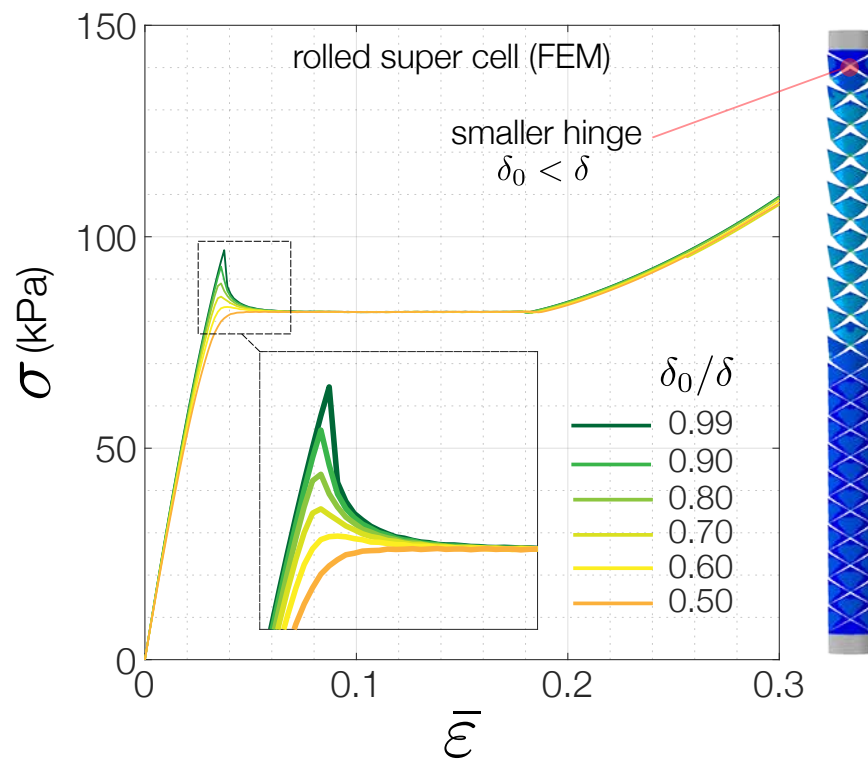 rolled super cell (FEM)
smaller hinge
δ₀ < δ
150
100
50
0
σ (kPa)
δ₀/δ
0.99
0.90
0.80
0.70
0.60
0.50
0
0.1
0.2
0.3
ε̅